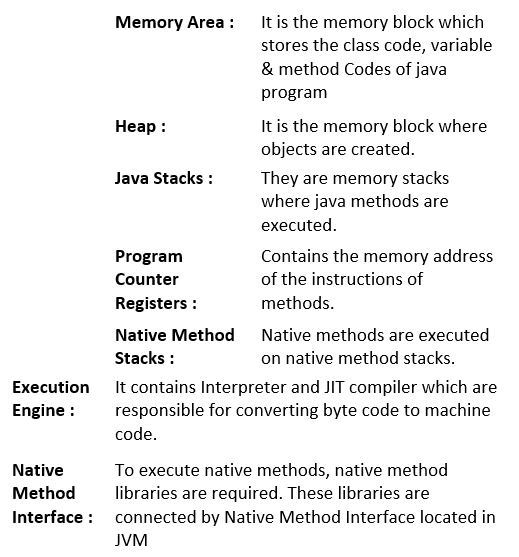 Memory Area : It is the memory block which
stores the class code, variable
& method Codes of java
program
Heap : It is the memory block where
objects are created.
Java Stacks : They are memory stacks
where java methods are
executed.
Program Contains the memory address
Counter of the instructions of
Registers : methods.
Native Method Native methods are executed
Stacks : on native method stacks.
Execution It contains Interpreter and JIT compiler which are
Engine : responsible for converting byte code to machine
code.
Native To execute native methods, native method
Method libraries are required. These libraries are
Interface : connected by Native Method Interface located in
JVM